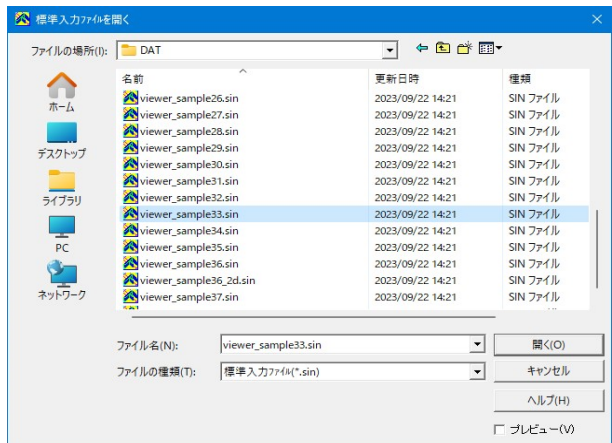 標準入力ファイルを開く
ファイルの場所(I): DAT
名前 更新日時 種類
viewer_sample26.sin 2023/09/22 14:21 SIN ファイル
viewer_sample27.sin 2023/09/22 14:21 SIN ファイル
viewer_sample28.sin 2023/09/22 14:21 SIN ファイル
viewer_sample29.sin 2023/09/22 14:21 SIN ファイル
viewer_sample30.sin 2023/09/22 14:21 SIN ファイル
viewer_sample31.sin 2023/09/22 14:21 SIN ファイル
viewer_sample32.sin 2023/09/22 14:21 SIN ファイル
viewer_sample33.sin 2023/09/22 14:21 SIN ファイル
viewer_sample34.sin 2023/09/22 14:21 SIN ファイル
viewer_sample35.sin 2023/09/22 14:21 SIN ファイル
viewer_sample36.sin 2023/09/22 14:21 SIN ファイル
viewer_sample36_2d.sin 2023/09/22 14:21 SIN ファイル
viewer_sample37.sin 2023/09/22 14:21 SIN ファイル
ホーム
デスクトップ
ライブラリ
PC
ネットワーク
ファイル名(N): viewer_sample33.sin 開く(O)
ファイルの種類(T): 標準入力ファイル(*.sin) キャンセル
ヘルプ(H)
プレビュー(V)